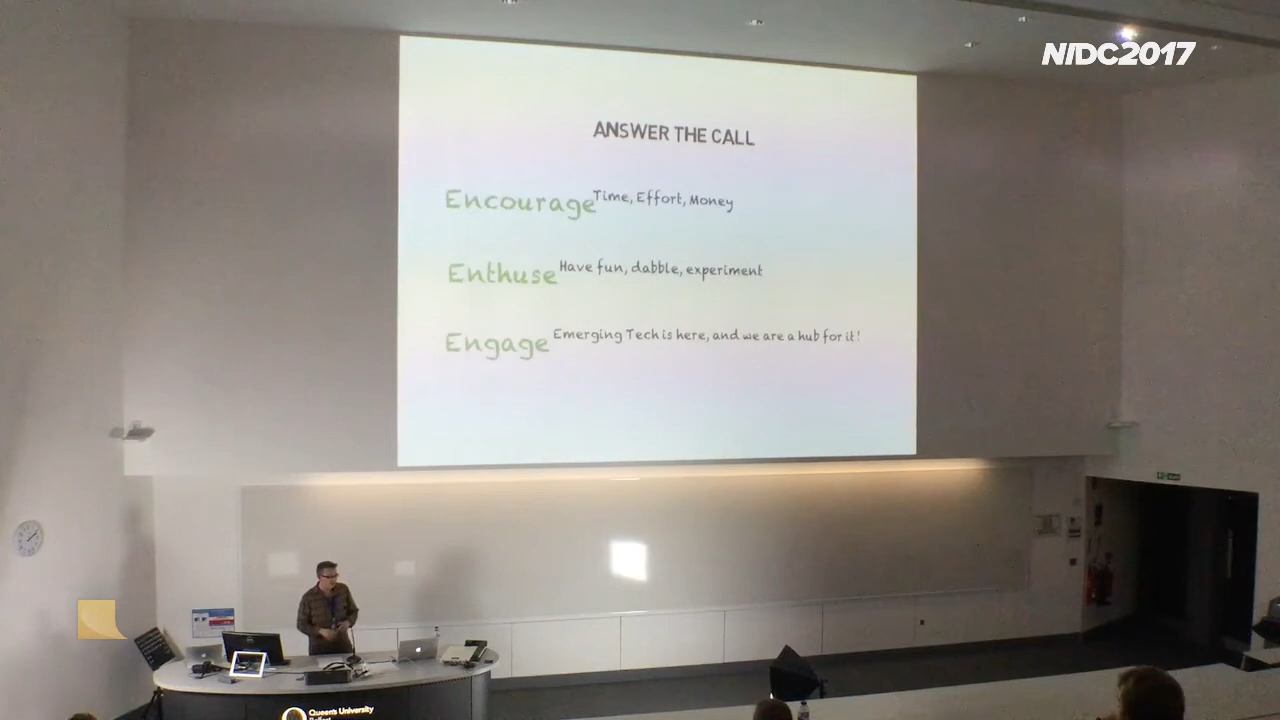 NIDC2017
ANSWER THE CALL
Encourage Time, Effort, Money
Enthuse Have fun, dabble, experiment
Engage Emerging Tech is here, and we are a hub for it!
Queen's University
Belfast